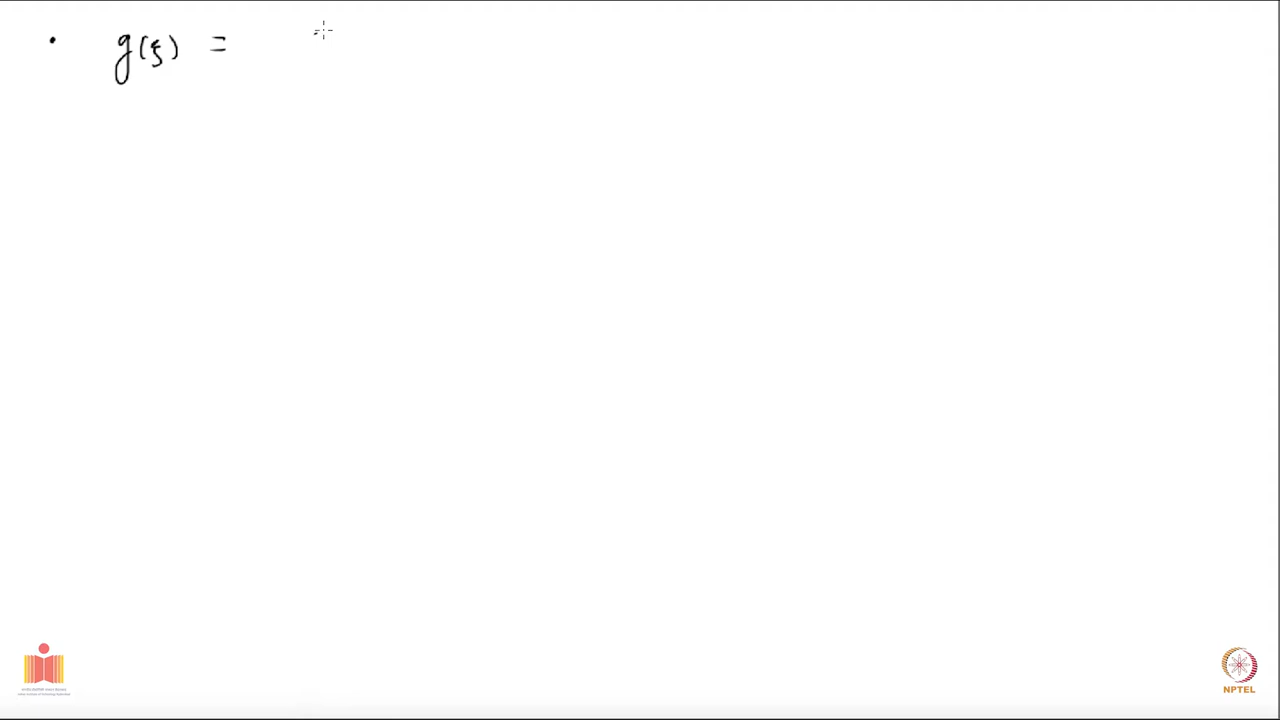 • g(ξ) =
NPTEL